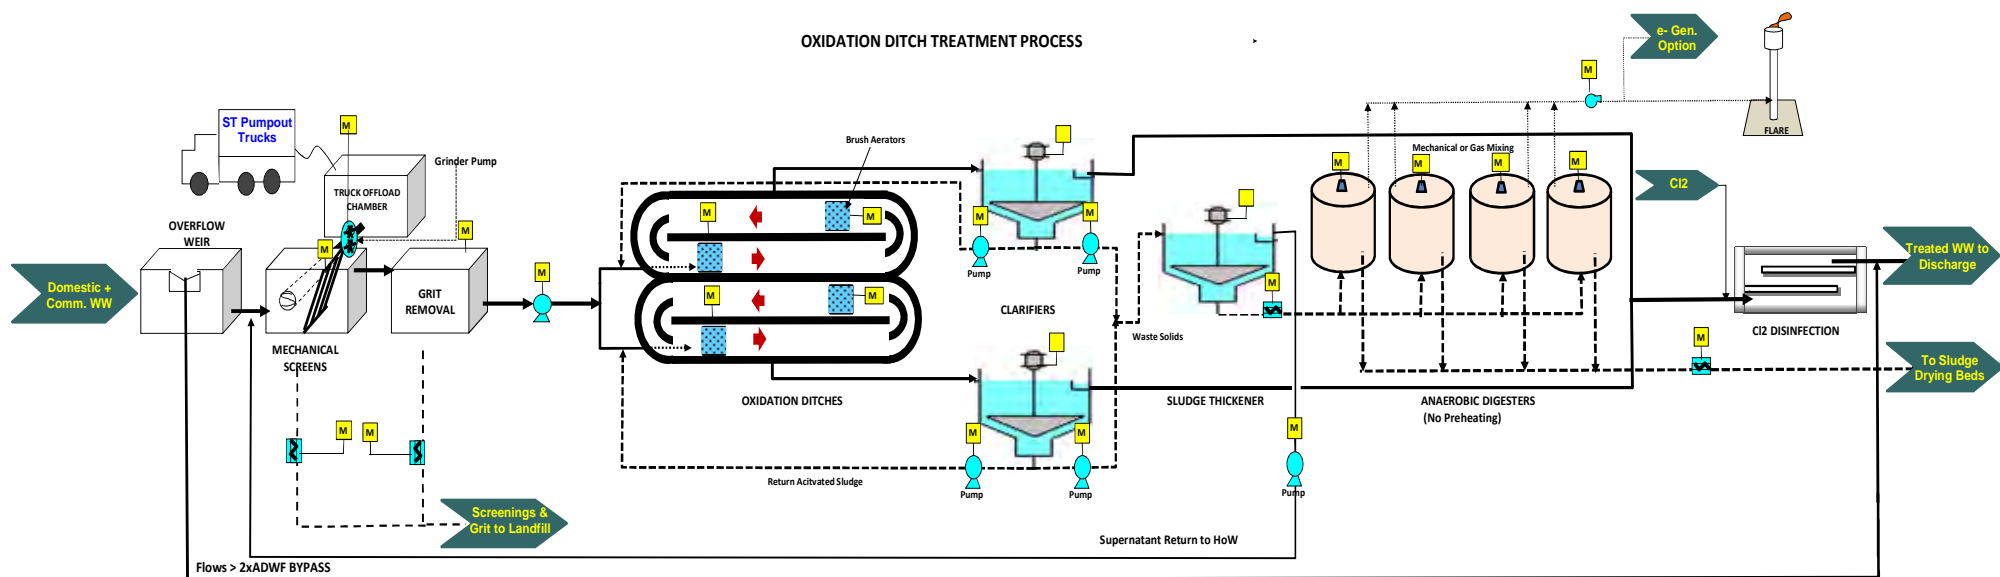 OXIDATION DITCH TREATMENT PROCESS
e- Gen.
Option
M
FLARE
ST Pumpout
Trucks
M
Grinder Pump
TRUCK OFFLOAD
CHAMBER
Brush Aerators
Mechanical or Gas Mixing
M
M
M
M
Cl2
OVERFLOW
WEIR
M
M
M
M
M
M
M
Pump
Pump
Domestic +
Comm. WW
GRIT
REMOVAL
M
M
M
CLARIFIERS
M
Treated WW to
Discharge
Cl2 DISINFECTION
MECHANICAL
SCREENS
Waste Solids
M
To Sludge
Drying Beds
OXIDATION DITCHES
SLUDGE THICKENER
ANAEROBIC DIGESTERS
(No Preheating)
M
M
M
M
M
Return Acitvated Sludge
Pump
Pump
Pump
Screenings &
Grit to Landfill
Supernatant Return to HoW
Flows > 2xADWF BYPASS